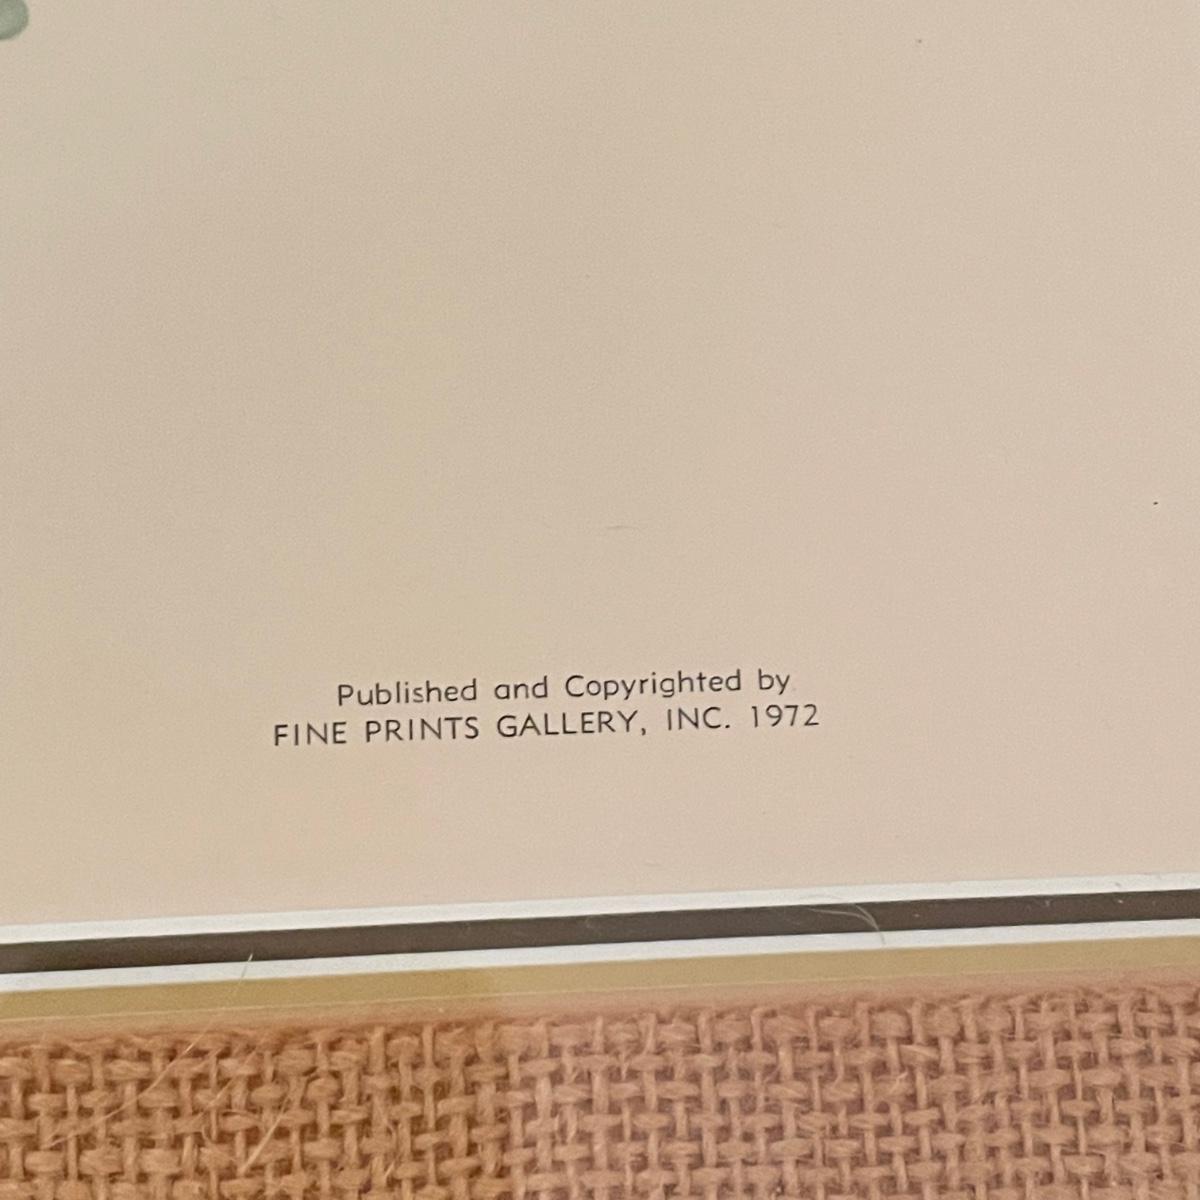 Published and Copyrighted by
FINE PRINTS GALLERY, INC. 1972